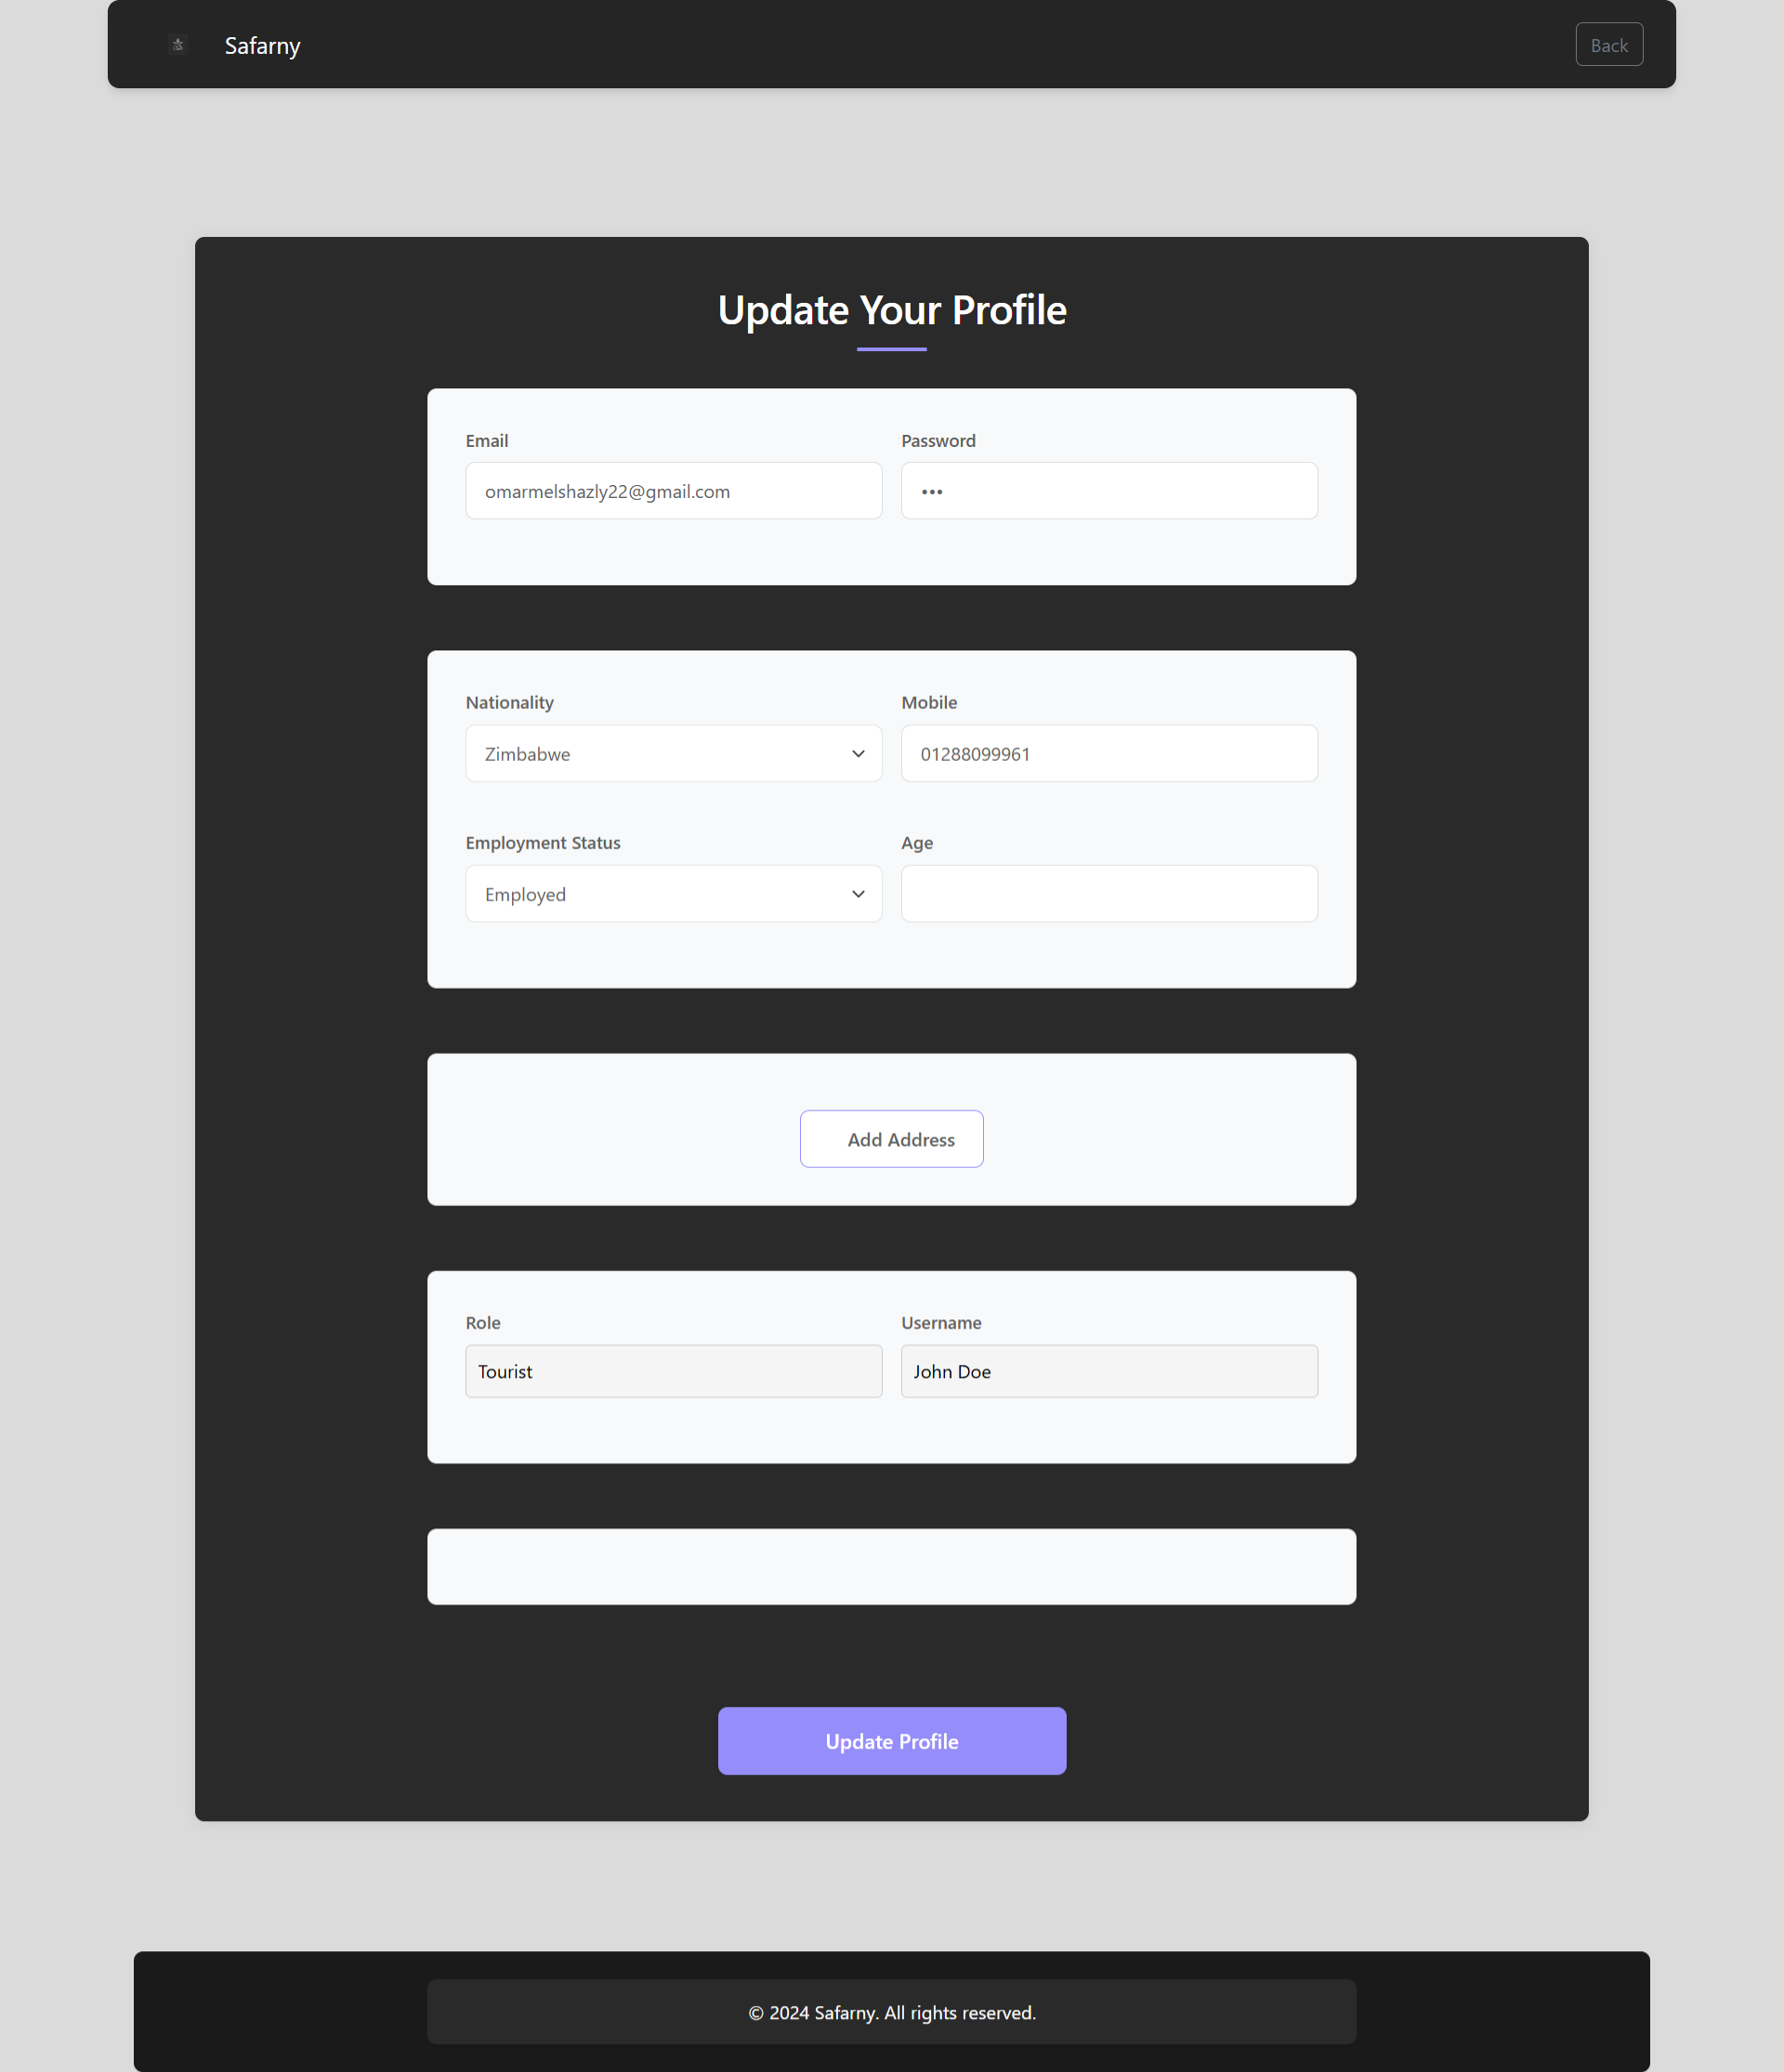 Safarny
Back
Update Your Profile
Email
Password
omarmelshazly22@gmail.com
•••
Nationality
Mobile
Zimbabwe
01288099961
Employment Status
Age
Employed
Add Address
Role
Username
Tourist
John Doe
Update Profile
© 2024 Safarny. All rights reserved.